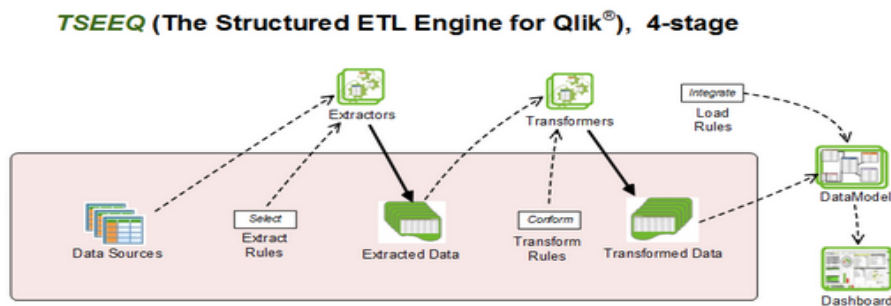 TSEEQ (The Structured ETL Engine for Qlik®), 4-stage
Extractors
Transformers
Integrate
Load
Rules
DataModel
Data Sources
Select
Extract
Rules
Extracted Data
Conform
Transform
Rules
Transformed Data
Dashboard